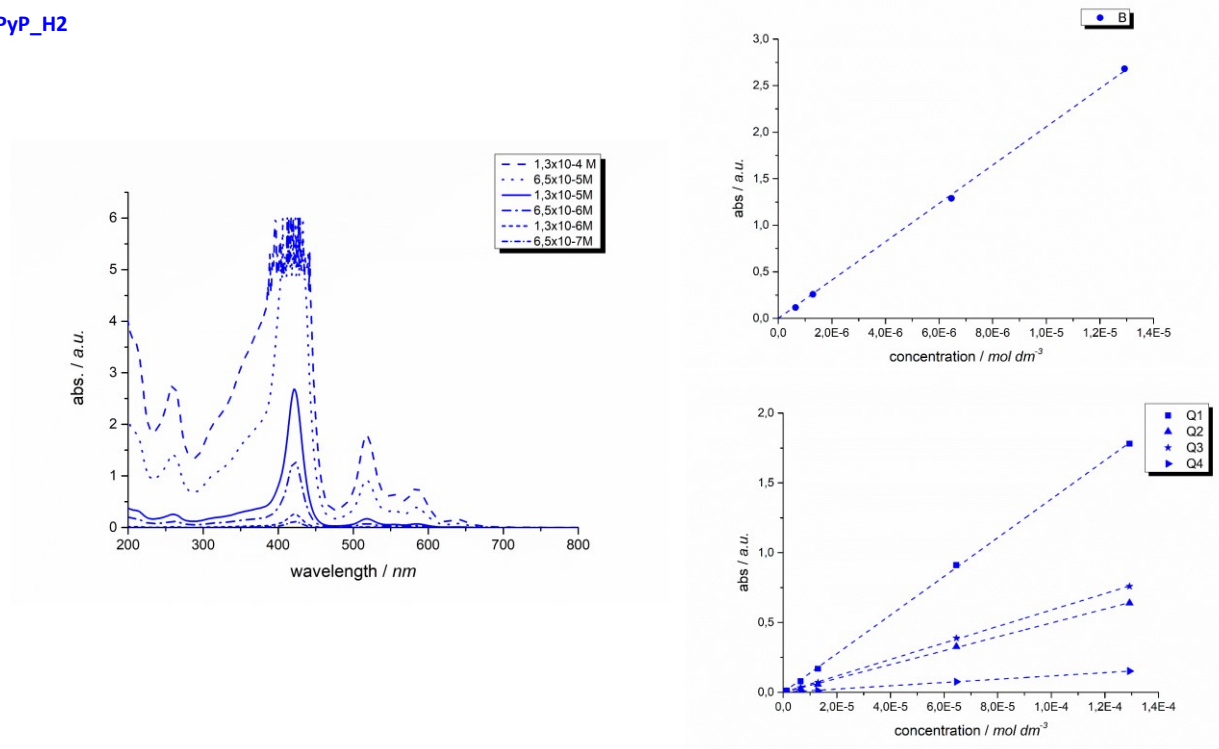 PyP_H2
1,3x10-4 M
6,5x10-5M
1,3x10-5M
6,5x10-6M
1,3x10-6M
6,5x10-7M
6
5
4
3
2
1
0
200 300 400 500 600 700 800
abs. / a.u.
wavelength / nm
B
3,0
2,5
2,0
1,5
1,0
0,5
0,0
0,0 2,0E-6 4,0E-6 6,0E-6 8,0E-6 1,0E-5 1,2E-5 1,4E-5
abs / a.u.
concentration / mol dm-3
Q1
Q2
Q3
Q4
2,0
1,5
1,0
0,5
0,0
0,0 2,0E-5 4,0E-5 6,0E-5 8,0E-5 1,0E-4 1,2E-4 1,4E-4
abs / a.u.
concentration / mol dm-3